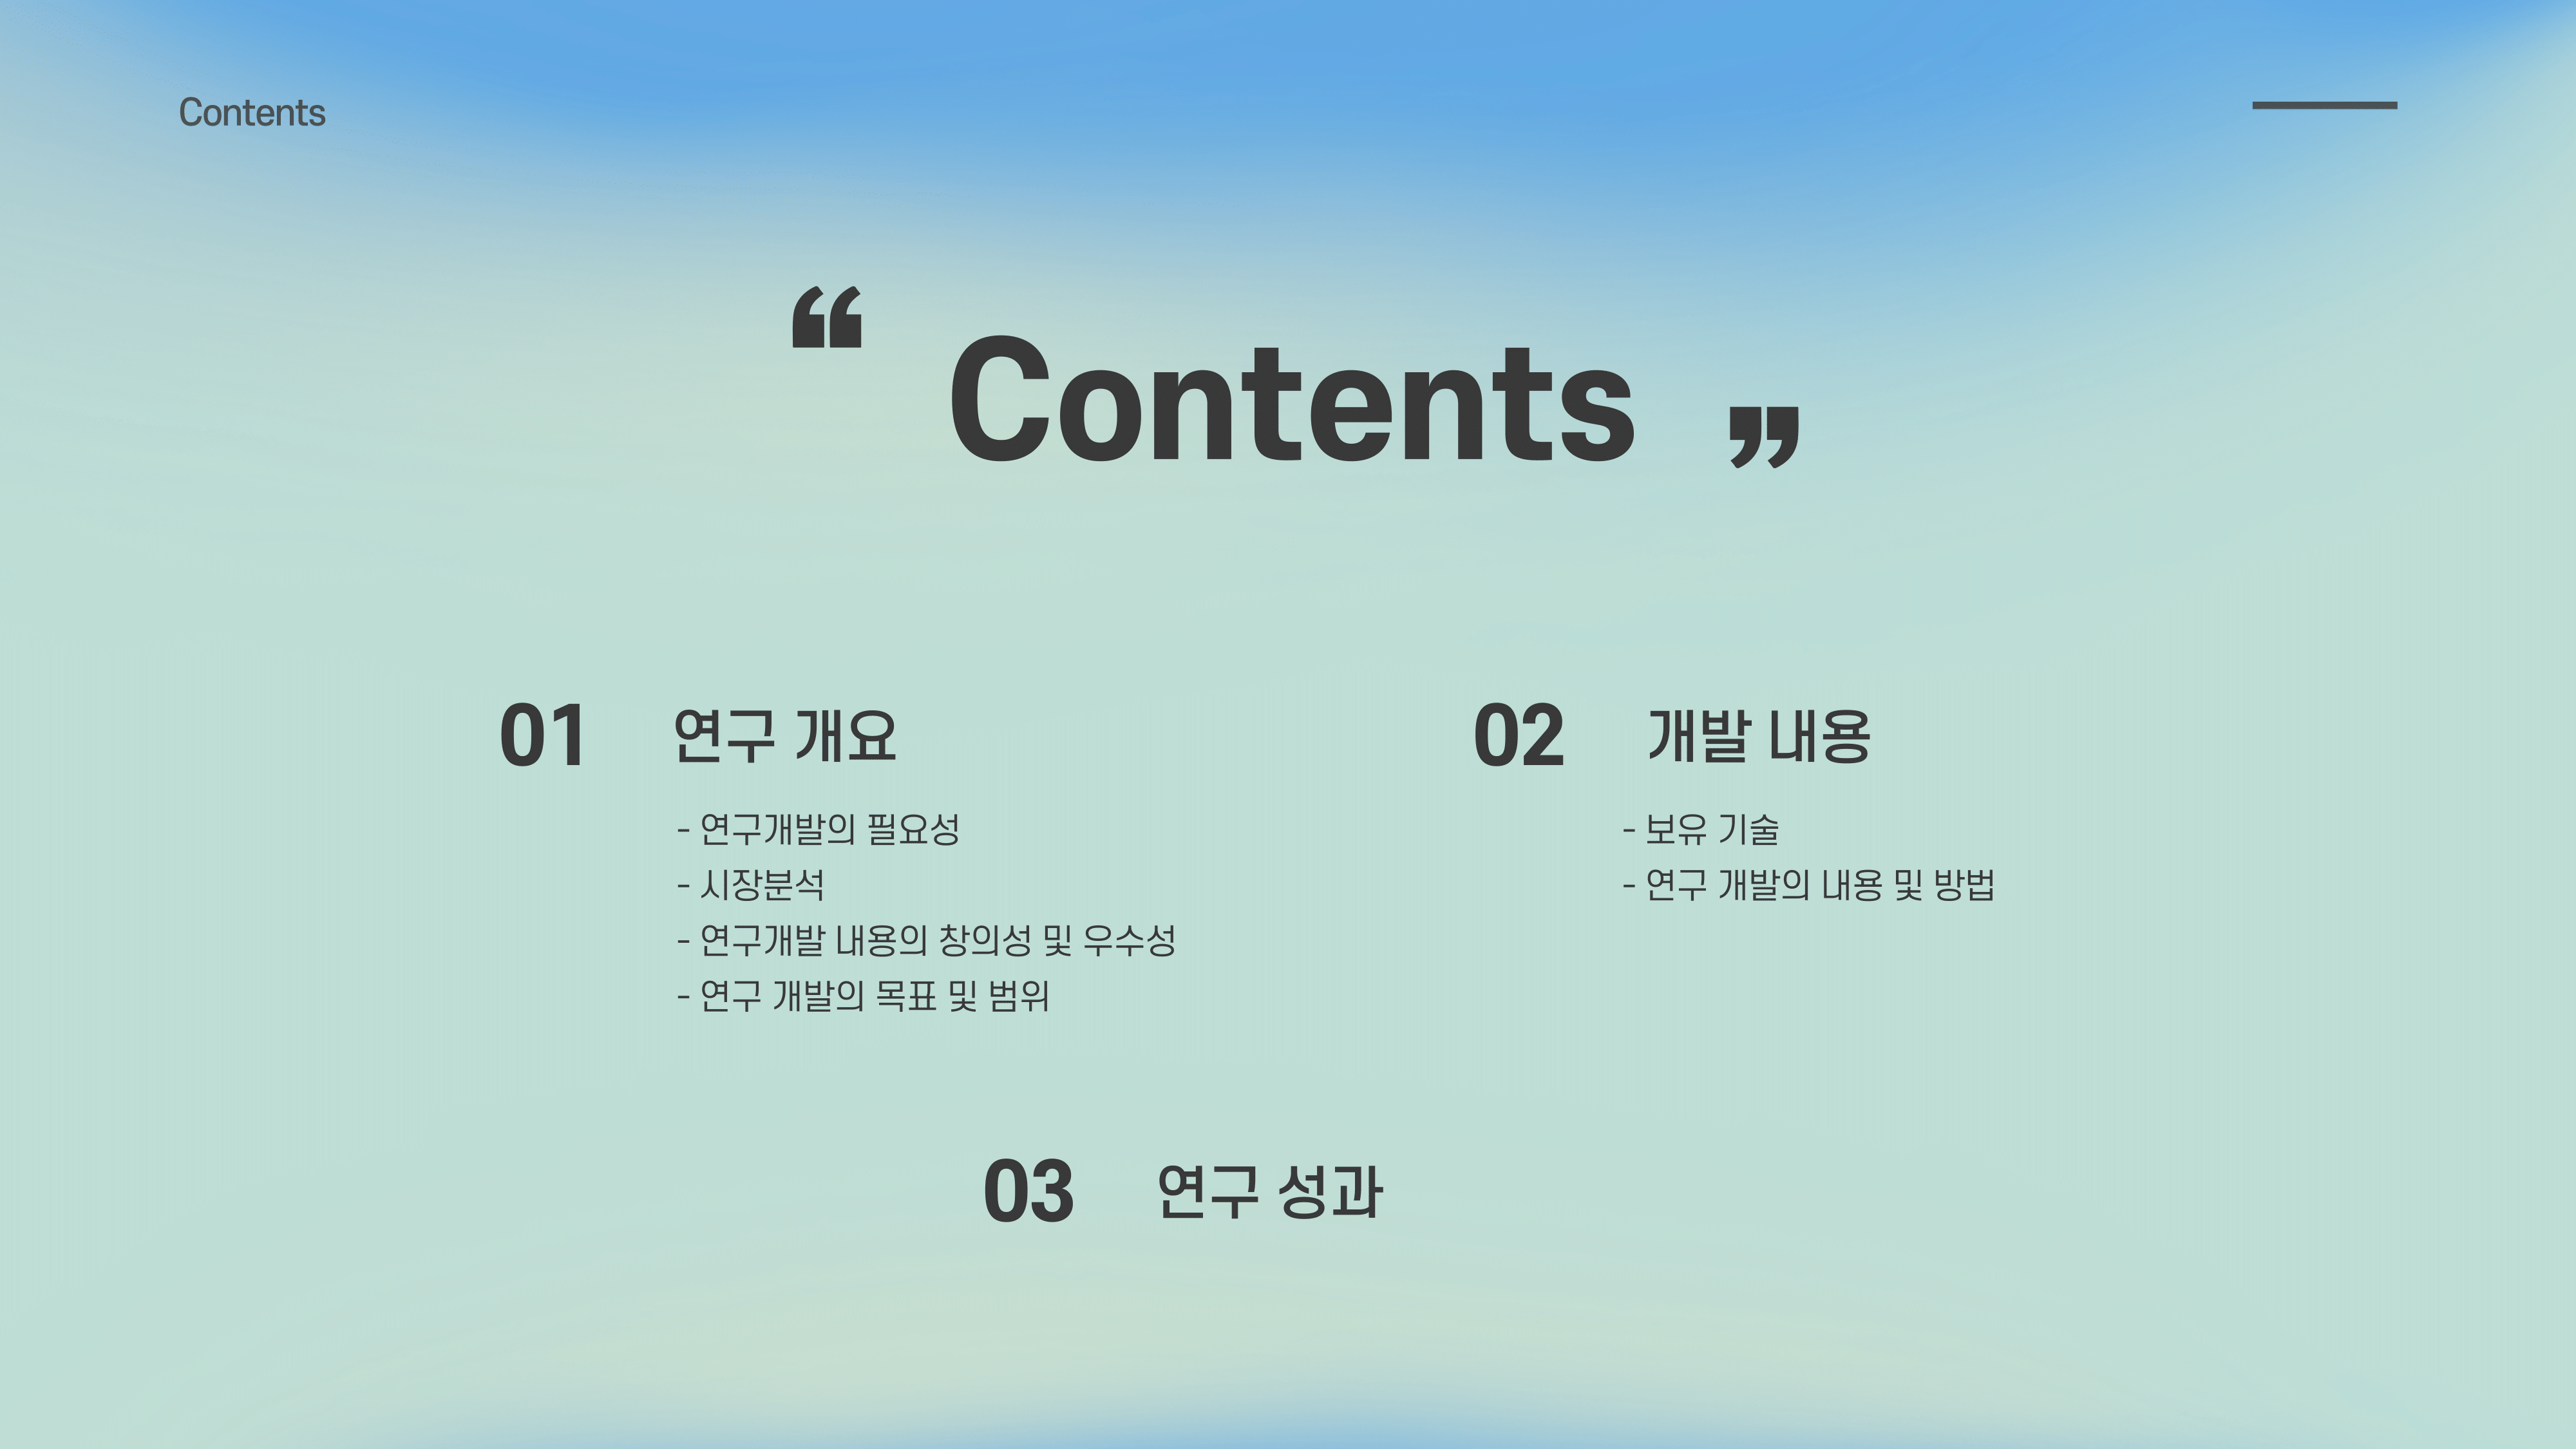 Contents
“ Contents ”
01 연구 개요
- 연구개발의 필요성
- 시장분석
- 연구개발 내용의 창의성 및 우수성
- 연구 개발의 목표 및 범위
02 개발 내용
- 보유 기술
- 연구 개발의 내용 및 방법
03 연구 성과